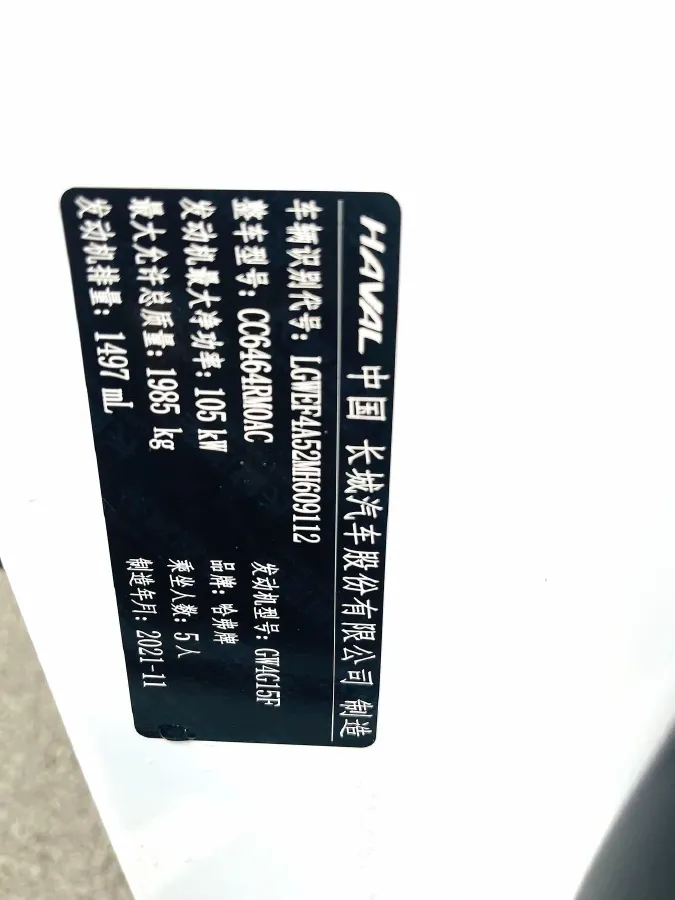 HAVAL 中国 长城汽车股份有限公司 制造
车辆识别代号: LGWEF4A52MH609112
整车型号: CC6464RM0AC 发动机型号: GW4G15F
发动机最大净功率: 105 kW 品牌: 哈弗牌
最大允许总质量: 1985 kg 乘坐人数: 5人
发动机排量: 1497 mL 制造年月: 2021-11